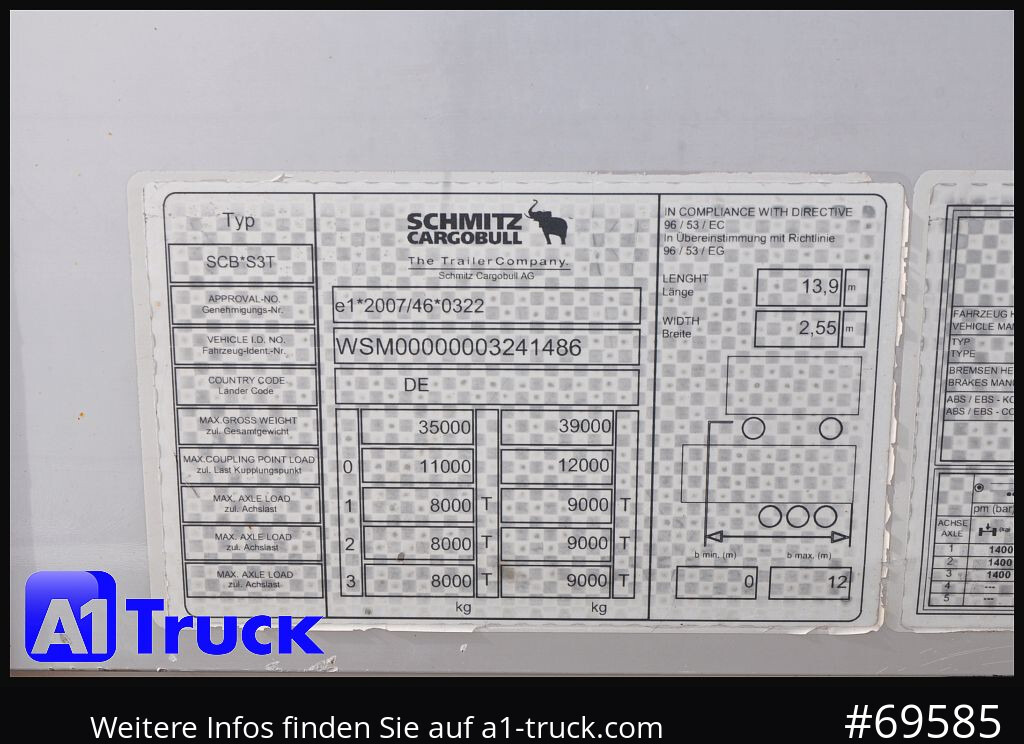 Typ
SCB*S3T
APPROVAL-NO.
Genehmigungs-Nr.
VEHICLE I.D. NO.
Fahrzeug-Ident.-Nr.
COUNTRY CODE
Länder Code
MAX.GROSS WEIGHT
zul. Gesamtgewicht
MAX.COUPLING POINT LOAD
zul. Last Kupplungspunkt
MAX. AXLE LOAD
zul. Achslast
MAX. AXLE LOAD
zul. Achslast
MAX. AXLE LOAD
zul. Achslast
SCHMITZ
CARGOBULL
The TrailerCompany.
Schmitz Cargobull AG
e1*2007/46*0322
WSM00000003241486
DE
35000 39000
0 11000 12000
1 8000 T 9000 T
2 8000 T 9000 T
3 8000 T 9000 T
kg kg
IN COMPLIANCE WITH DIRECTIVE
96 / 53 / EC
In Übereinstimmung mit Richtlinie
96 / 53 / EG
LENGHT
Länge
13,9 m
WIDTH
Breite
2,55 m
b min. (m) b max. (m)
0 12
FAHRZEUG
VEHICLE
TYP
TYPE
BREMSEN
BRAKES
ABS / EBS -
ABS / EBS -
pm (bar)
ACHSE
AXLE
1 1400
2 1400
3 1400
4 ---
5 ---
A1 Truck
Weitere Infos finden Sie auf a1-truck.com
#69585